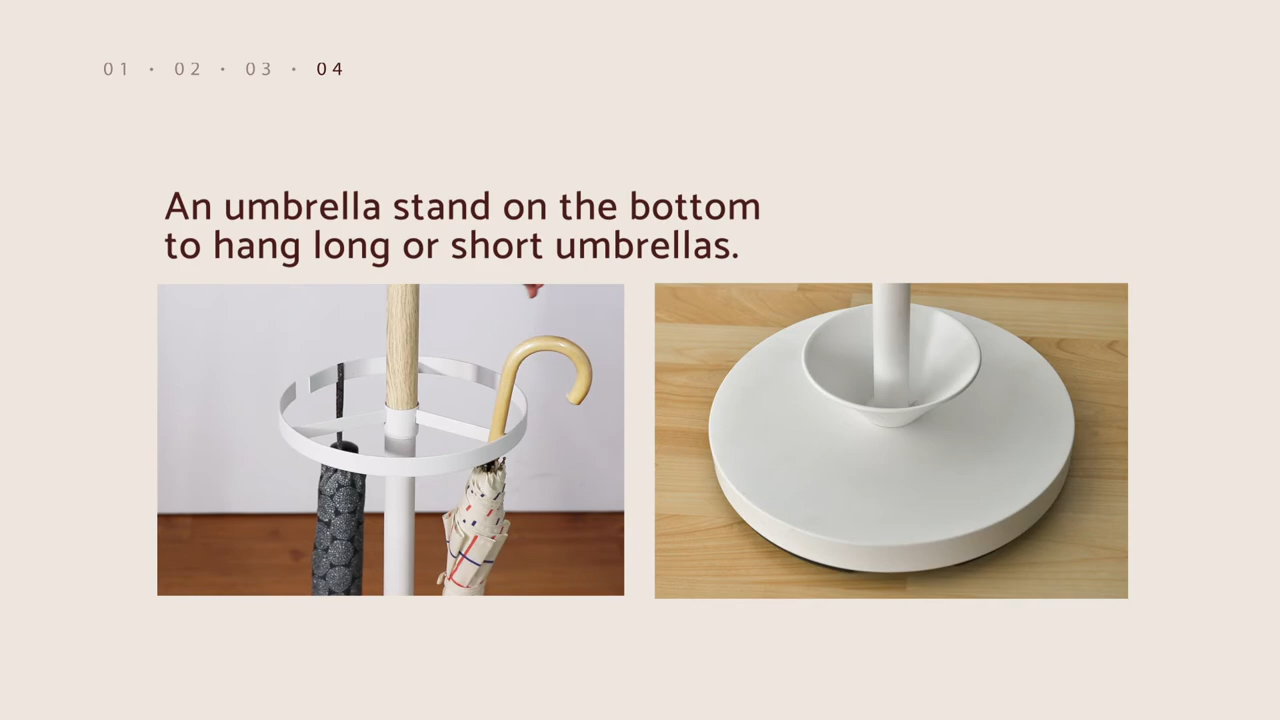 01 · 02 · 03 · 04
An umbrella stand on the bottom
to hang long or short umbrellas.